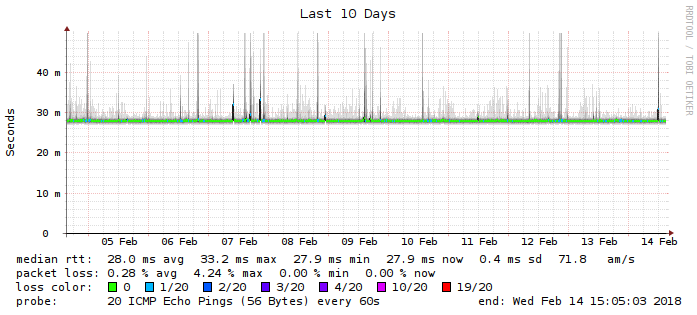 Last 10 Days
RRDTOOL / TOBI OETIKER
Seconds
40 m
30 m
20 m
10 m
0
05 Feb 06 Feb 07 Feb 08 Feb 09 Feb 10 Feb 11 Feb 12 Feb 13 Feb 14 Feb
median rtt: 28.0 ms avg 33.2 ms max 27.9 ms min 27.9 ms now 0.4 ms sd 71.8 am/s
packet loss: 0.28 % avg 4.24 % max 0.00 % min 0.00 % now
loss color: 0 1/20 2/20 3/20 4/20 10/20 19/20
probe: 20 ICMP Echo Pings (56 Bytes) every 60s end: Wed Feb 14 15:05:03 2018